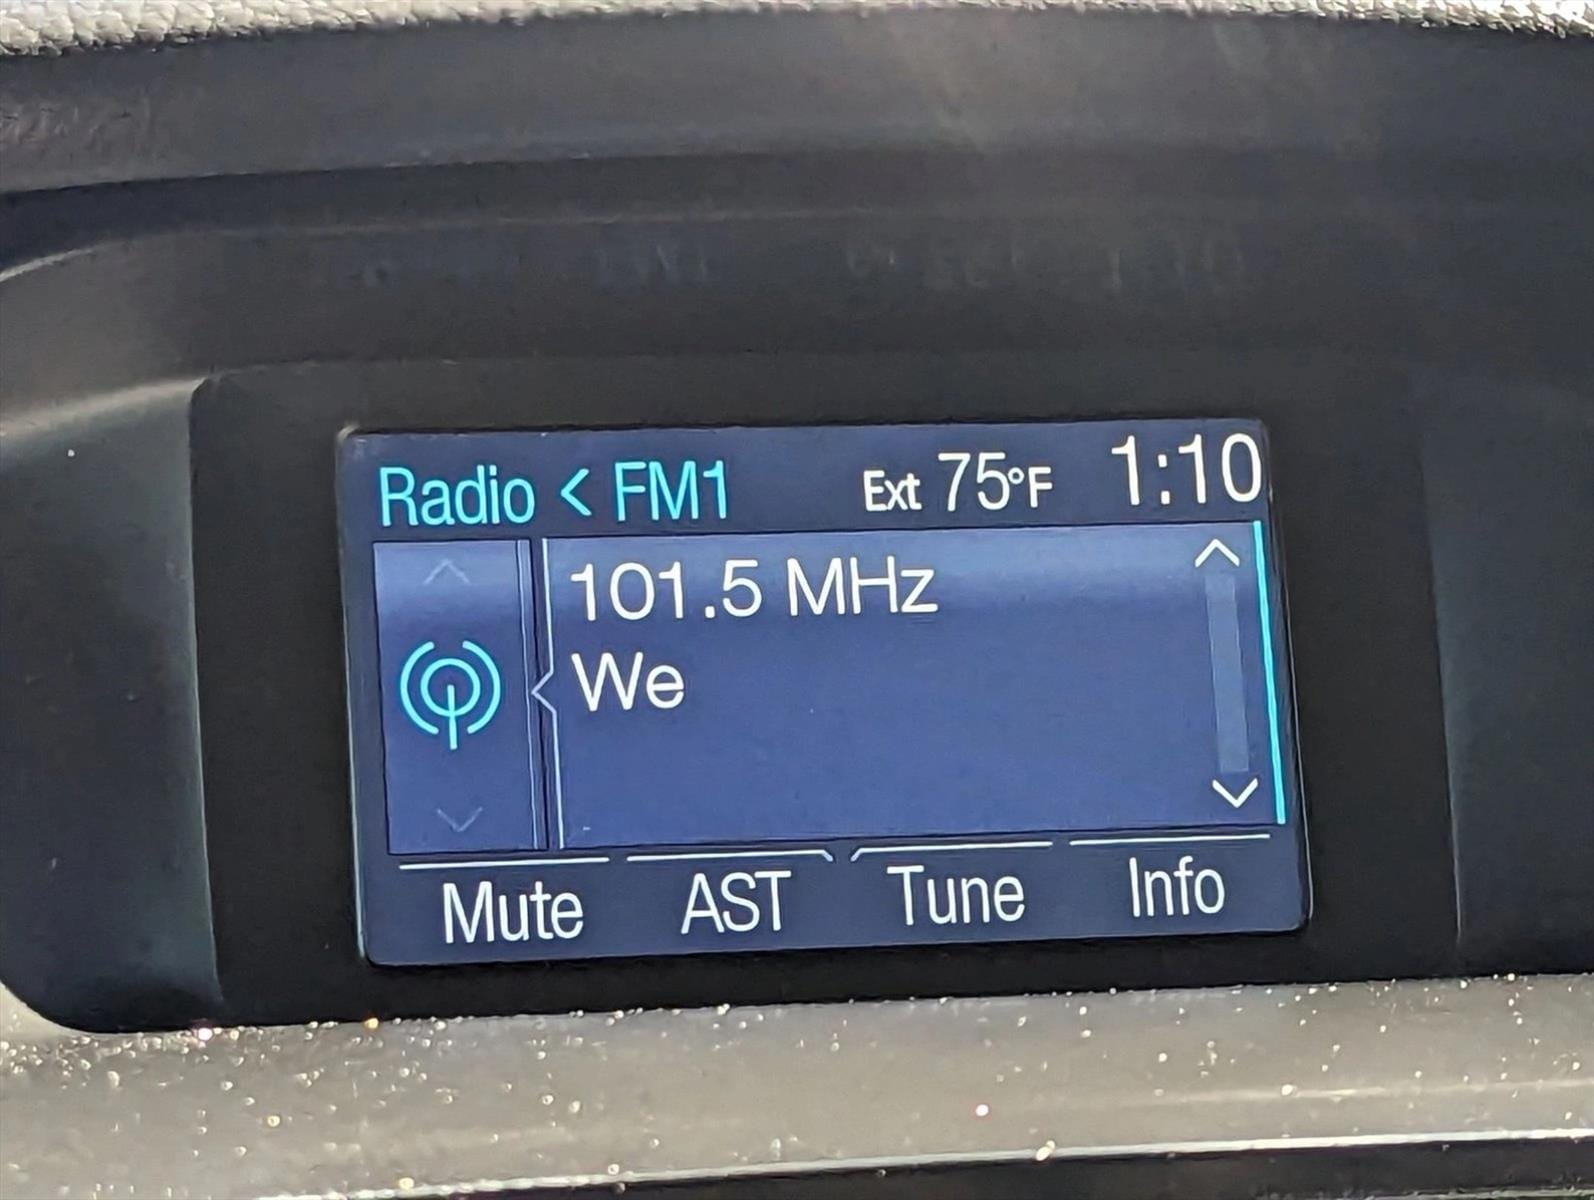 Radio < FM1 Ext 75°F 1:10
101.5 MHz
We
Mute AST Tune Info